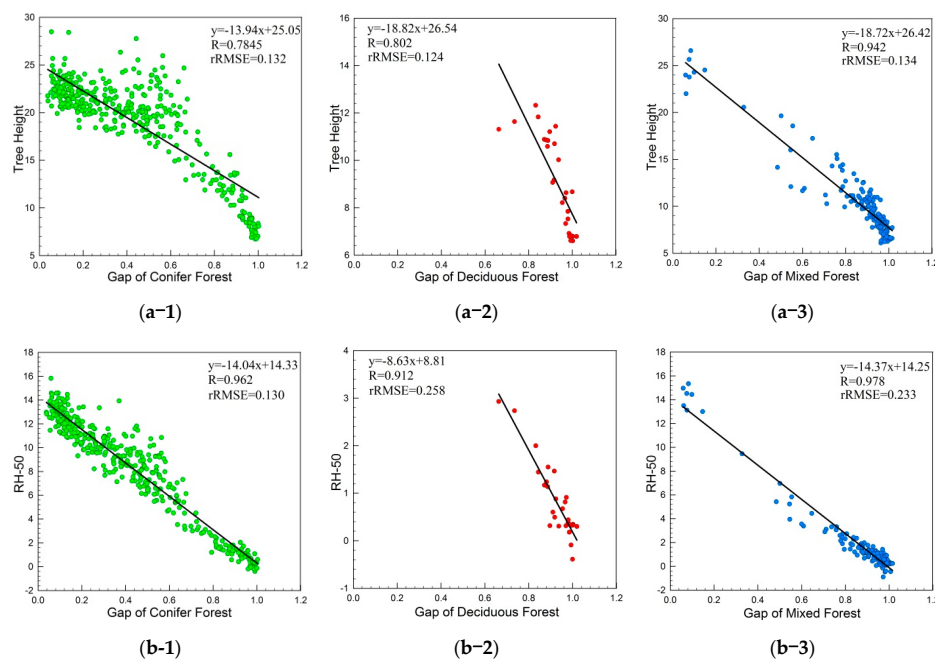 y=-13.94x+25.05
R=0.7845
rRMSE=0.132
30
25
20
15
10
5
Tree Height
0.0 0.2 0.4 0.6 0.8 1.0 1.2
Gap of Conifer Forest
(a-1)
y=-18.82x+26.54
R=0.802
rRMSE=0.124
16
14
12
10
8
6
Tree Height
0.0 0.2 0.4 0.6 0.8 1.0 1.2
Gap of Deciduous Forest
(a-2)
y=-18.72x+26.42
R=0.942
rRMSE=0.134
30
25
20
15
10
5
Tree Height
0.0 0.2 0.4 0.6 0.8 1.0 1.2
Gap of Mixed Forest
(a-3)
y=-14.04x+14.33
R=0.962
rRMSE=0.130
18
16
14
12
10
8
6
4
2
0
-2
RH-50
0.0 0.2 0.4 0.6 0.8 1.0 1.2
Gap of Conifer Forest
(b-1)
y=-8.63x+8.81
R=0.912
rRMSE=0.258
4
3
2
1
0
-1
RH-50
0.0 0.2 0.4 0.6 0.8 1.0 1.2
Gap of Deciduous Forest
(b-2)
y=-14.37x+14.25
R=0.978
rRMSE=0.233
18
16
14
12
10
8
6
4
2
0
-2
RH-50
0.0 0.2 0.4 0.6 0.8 1.0 1.2
Gap of Mixed Forest
(b-3)